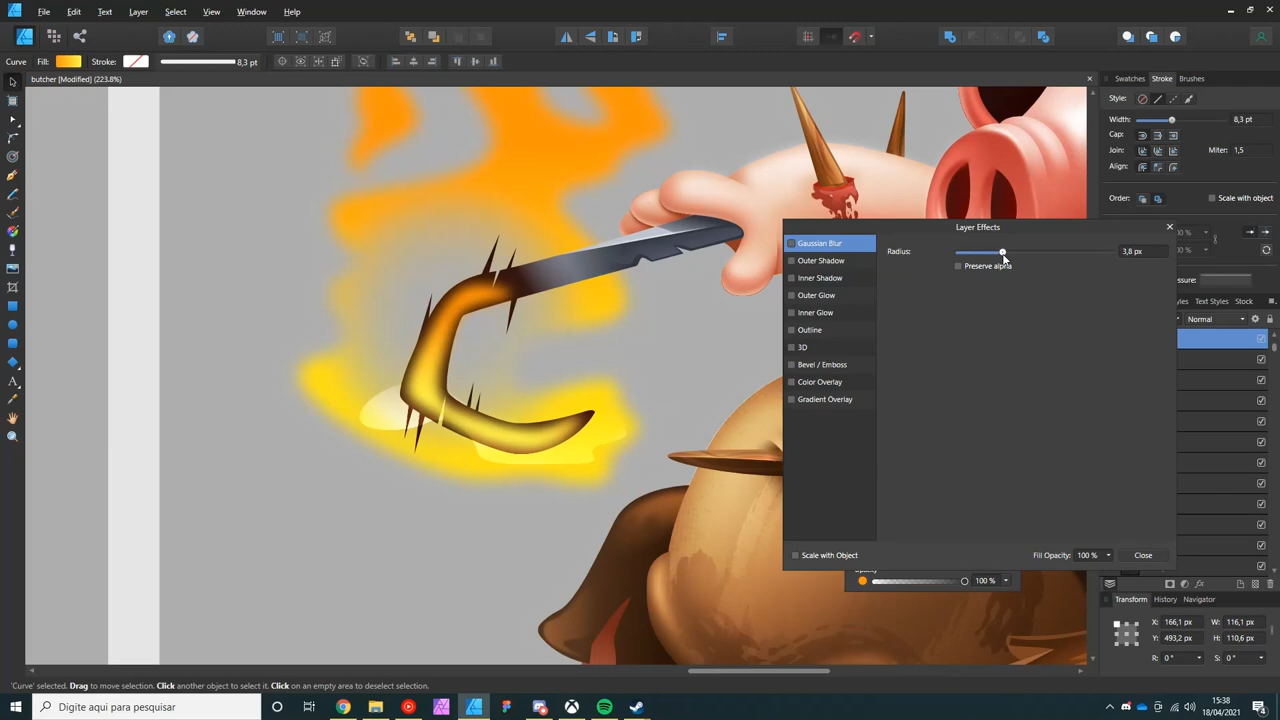 File Edit Text Layer Select View Window Help
Curve Fill: Stroke: 8,3 pt
butcher [Modified] (223.8%)
Swatches Stroke Brushes
Style:
Width: 8,3 pt
Cap:
Join: Miter: 1,5
Align:
Order: Scale with object
Layer Effects
Gaussian Blur
Outer Shadow
Inner Shadow
Outer Glow
Inner Glow
Outline
3D
Bevel / Emboss
Color Overlay
Gradient Overlay
Radius: 3,8 px
Preserve alpha
Scale with Object
Fill Opacity: 100 % Close
Text Styles Stock
Normal
100 %
Transform History Navigator
X: 166,1 px W: 116,1 px
Y: 493,2 px H: 110,6 px
R: 0 ° S: 0 °
'Curve' selected. Drag to move selection. Click another object to select it. Click on an empty area to deselect selection.
Digite aqui para pesquisar
15:38
18/04/2021